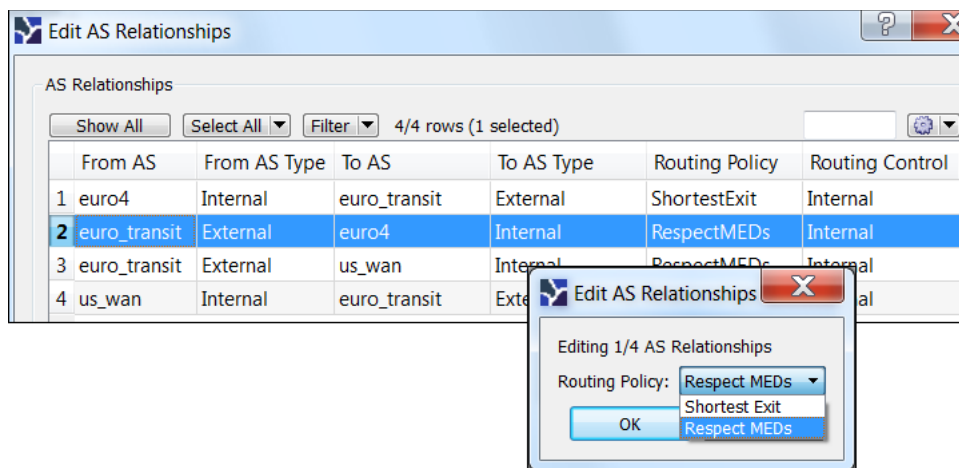 Edit AS Relationships
AS Relationships
Show All Select All Filter 4/4 rows (1 selected)
From AS From AS Type To AS To AS Type Routing Policy Routing Control
1 euro4 Internal euro_transit External ShortestExit Internal
2 euro_transit External euro4 Internal RespectMEDs Internal
3 euro_transit External us_wan Internal RespectMEDs Internal
4 us_wan Internal euro_transit
Edit AS Relationships
Editing 1/4 AS Relationships
Routing Policy: Respect MEDs
Shortest Exit
Respect MEDs
OK